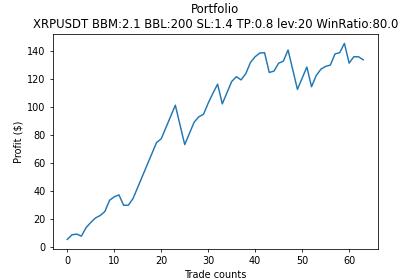 Portfolio
XRPUSDT BBM:2.1 BBL:200 SL:1.4 TP:0.8 lev:20 WinRatio:80.0
140
120
100
80
60
40
20
0
Profit ($)
0 10 20 30 40 50 60
Trade counts